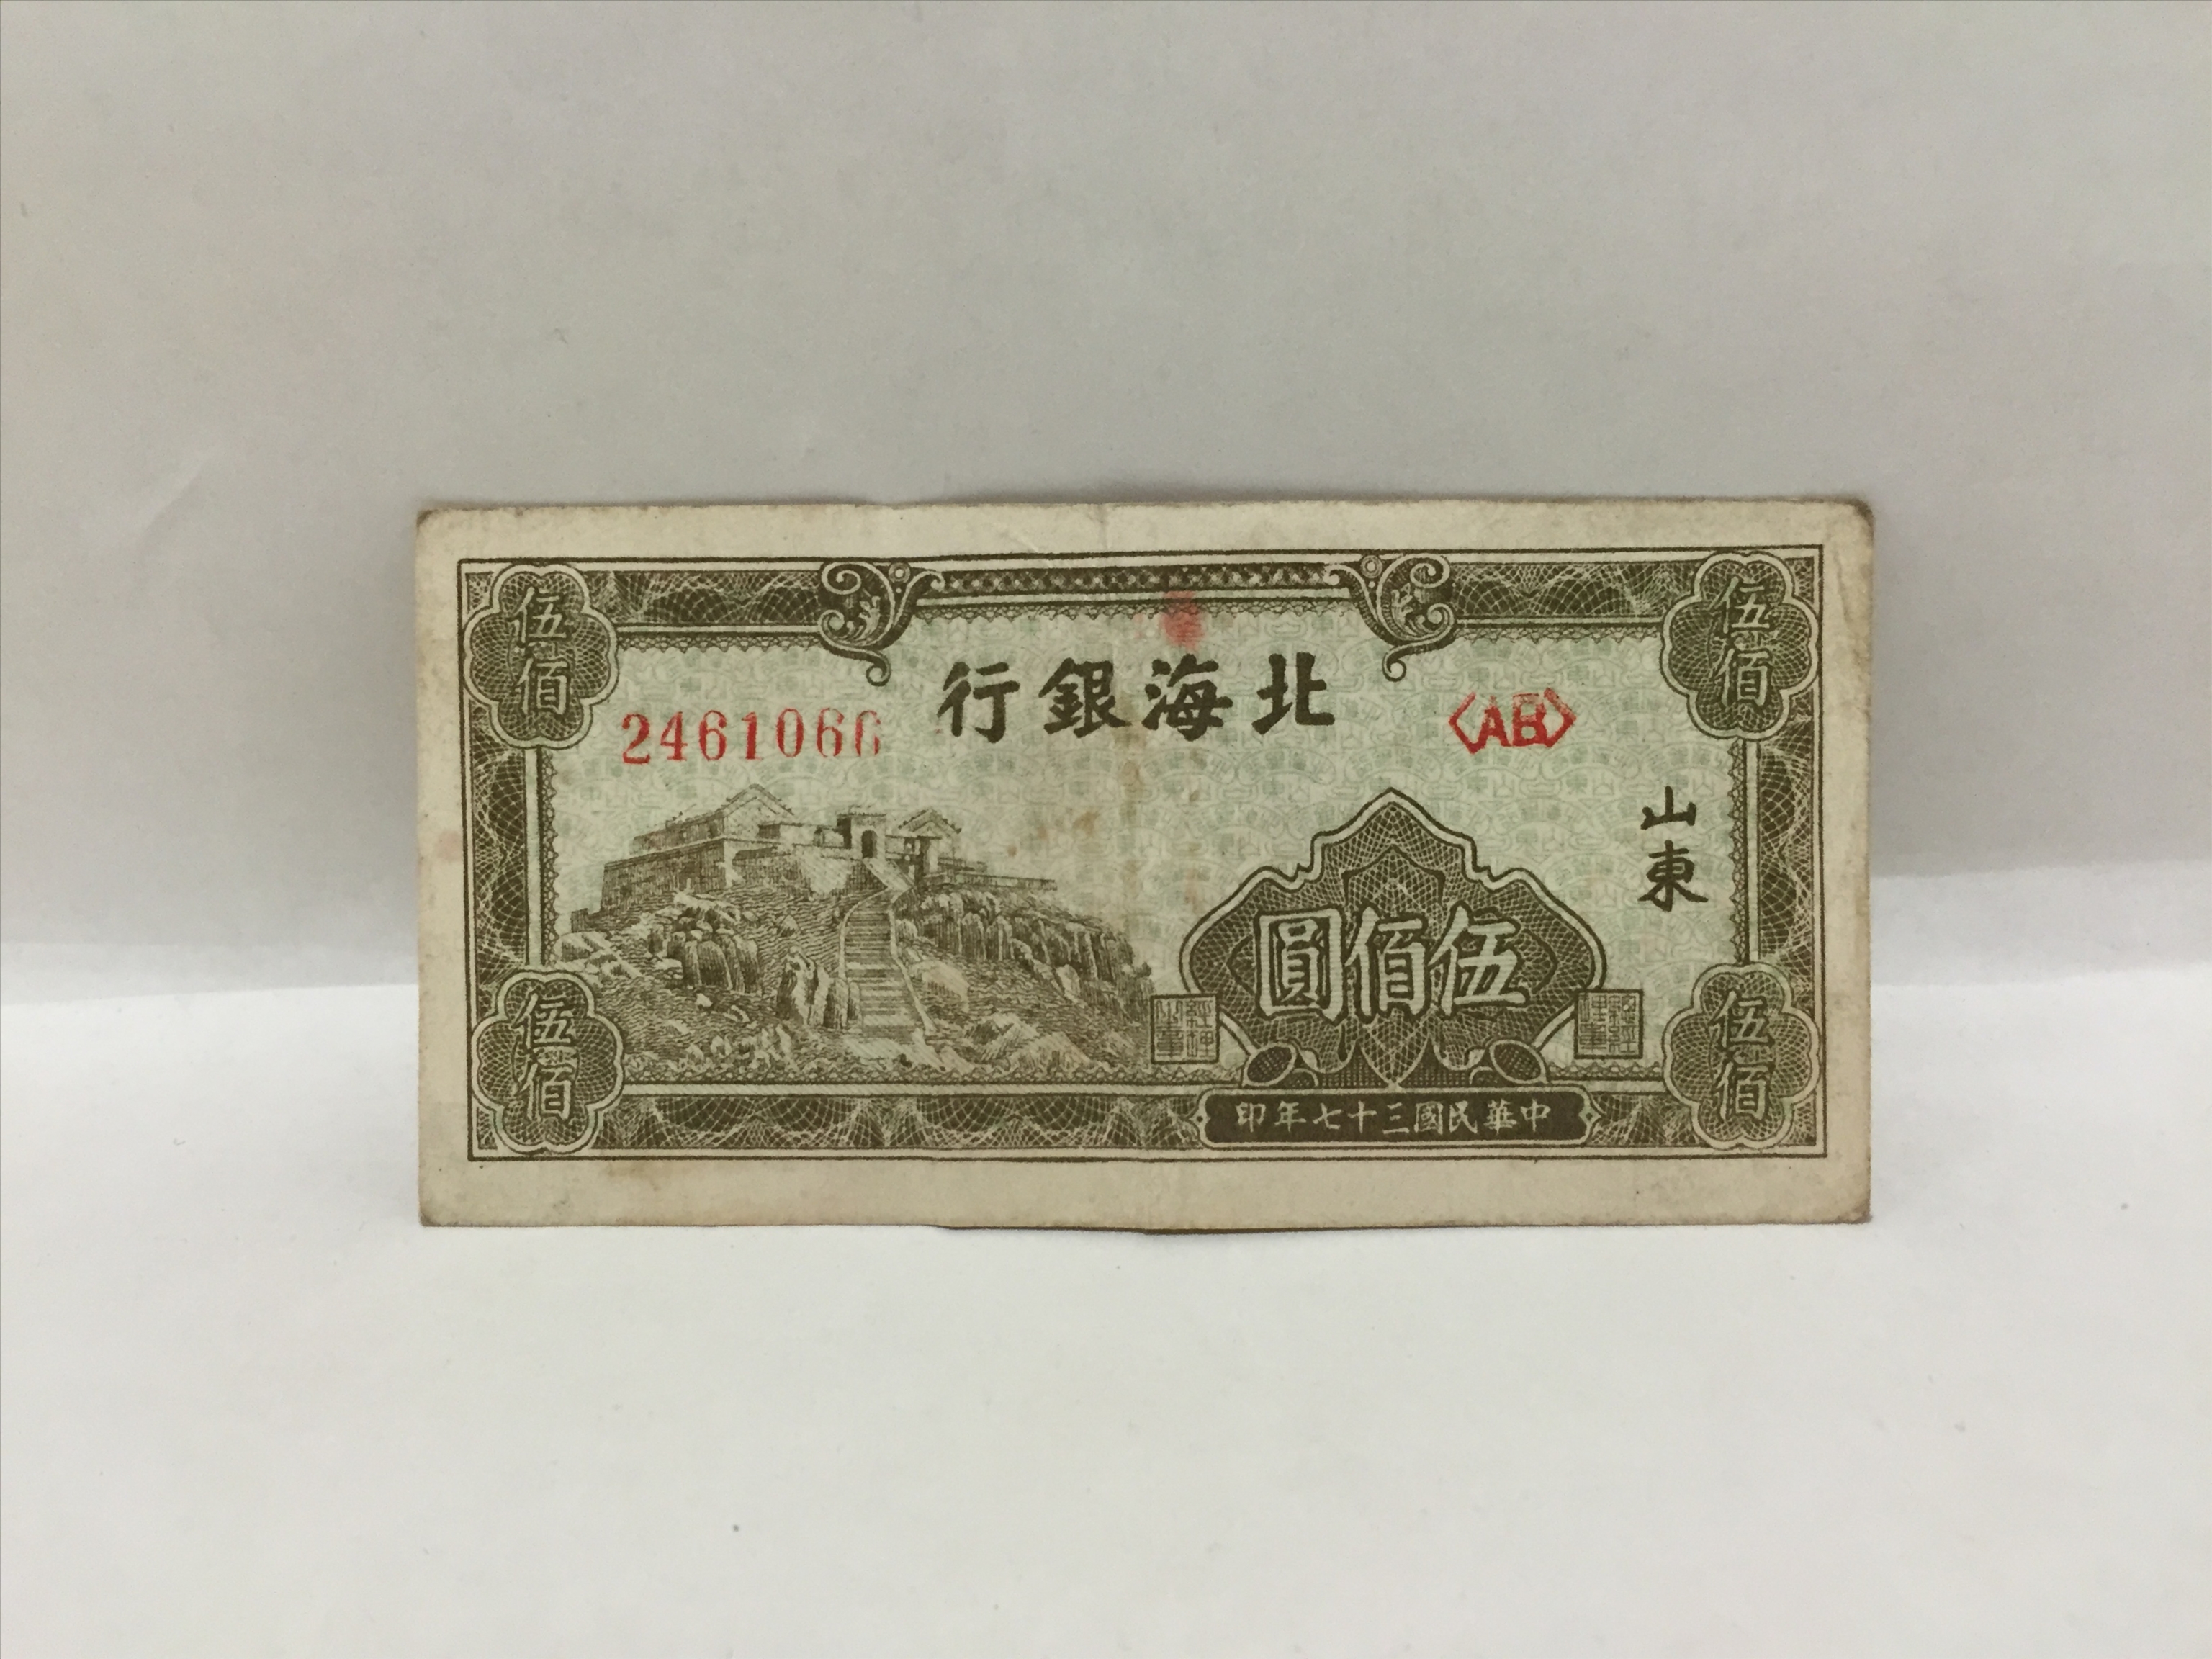 伍佰
伍佰
北海銀行
<AB>
2461066
山東
伍佰圓
伍佰
伍佰
中華民國三十七年印